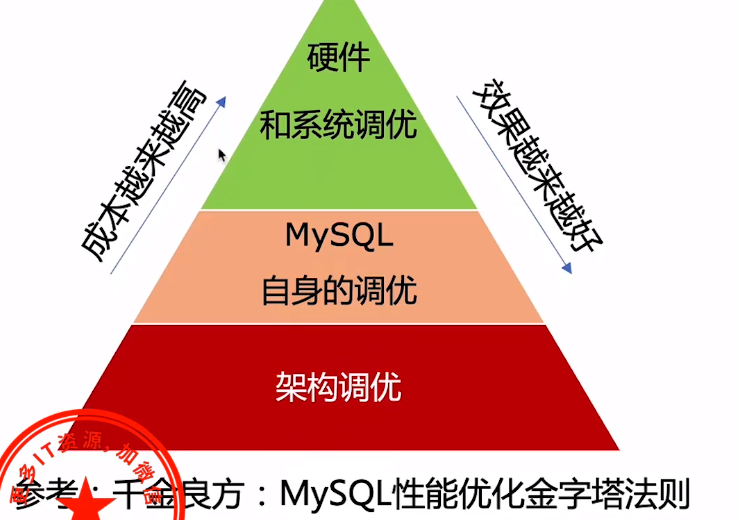 硬件
和系统调优
成本越来越高
效果越来越好
MySQL
自身的调优
架构调优
更多IT资源，加微信
参考：千金良方：MySQL性能优化金字塔法则